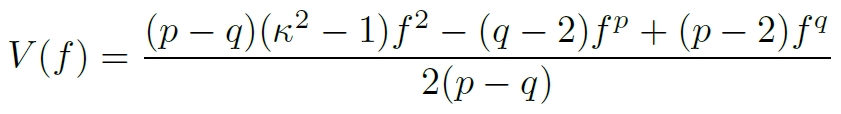 V(f) = \frac{(p - q)(\kappa^2 - 1)f^2 - (q - 2)f^p + (p - 2)f^q}{2(p - q)}